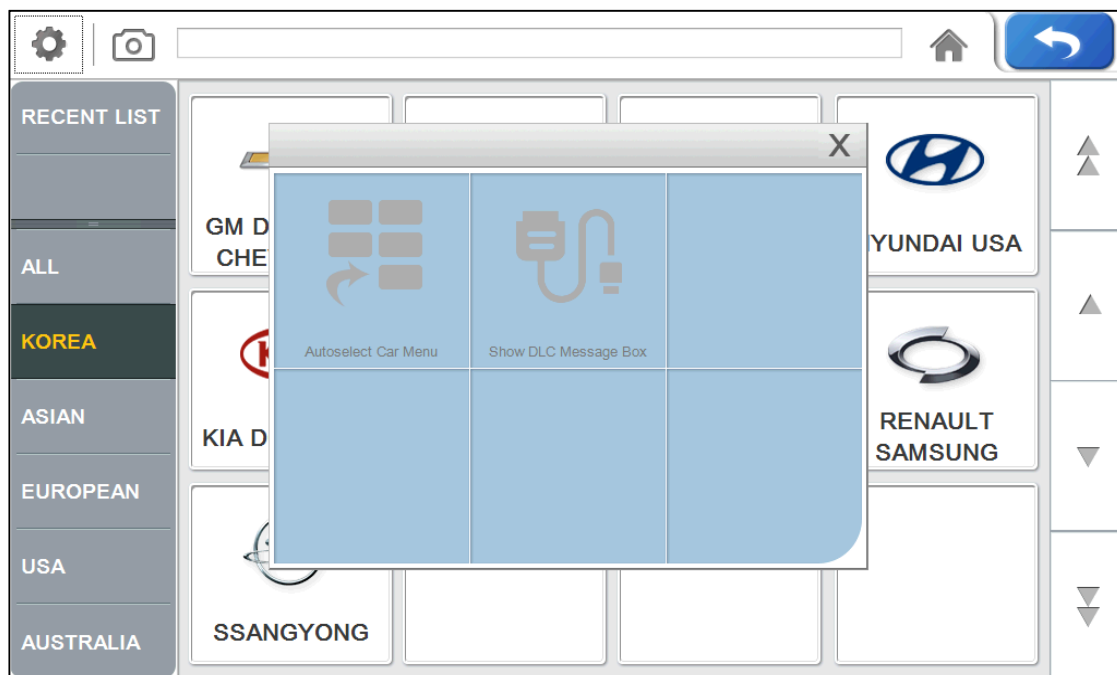 RECENT LIST
ALL
KOREA
ASIAN
EUROPEAN
USA
AUSTRALIA
GM D
CHE
YUNDAI USA
X
Autoselect Car Menu
Show DLC Message Box
KIA D
RENAULT
SAMSUNG
SSANGYONG